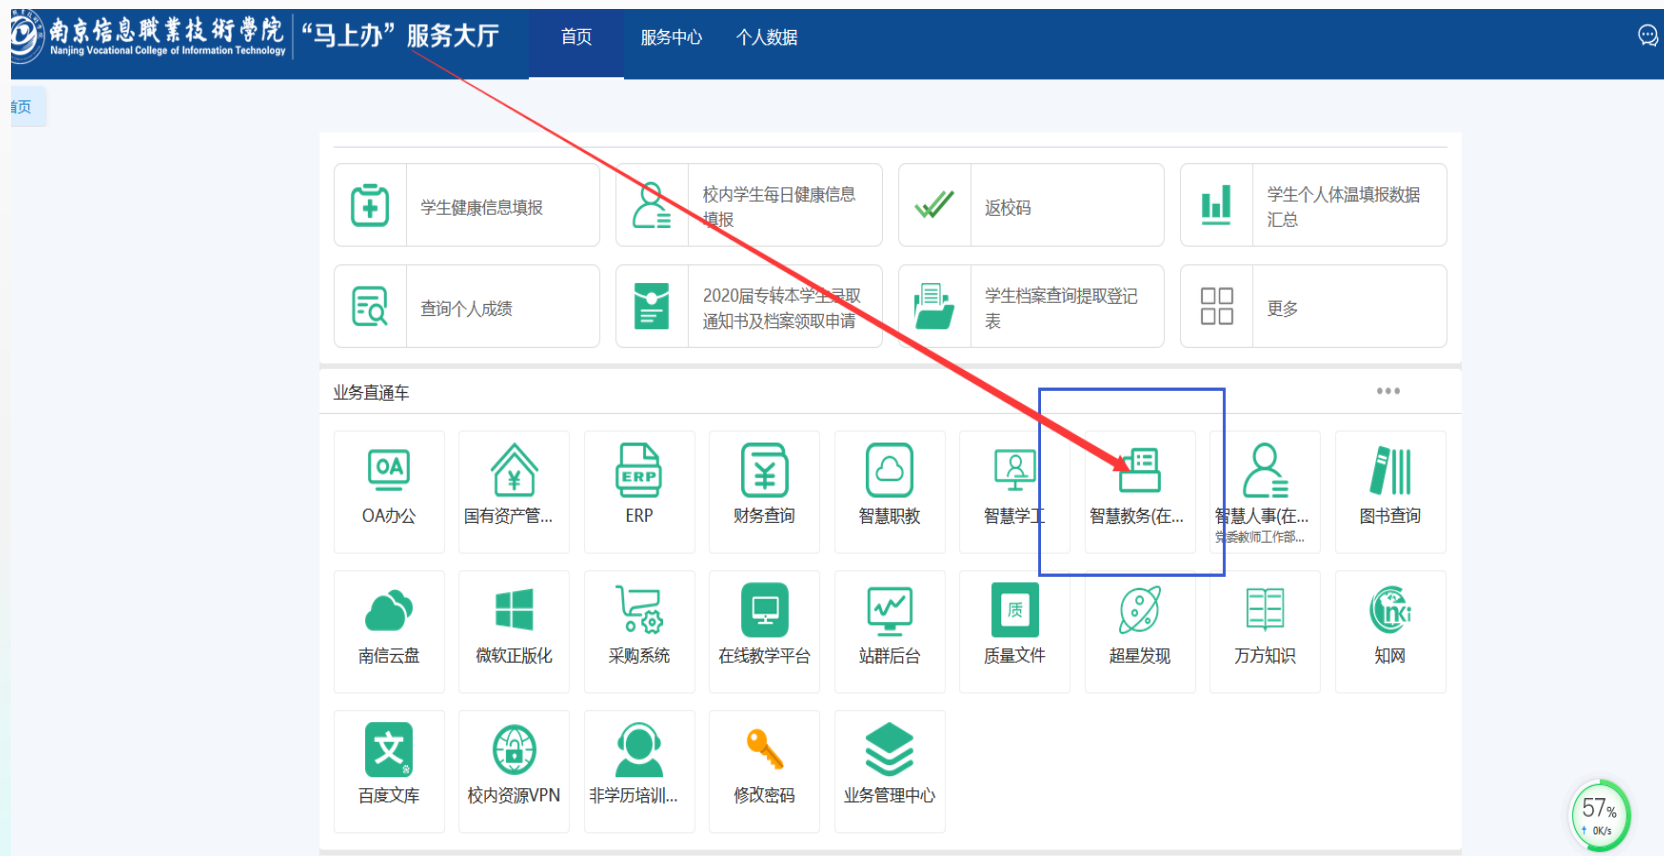 南京信息職業技術學院
Nanjing Vocational College of Information Technology
“马上办”服务大厅
首页
服务中心
个人数据
首页
学生健康信息填报
校内学生每日健康信息
填报
返校码
学生个人体温填报数据
汇总
查询个人成绩
2020届专转本学生录取
通知书及档案领取申请
学生档案查询提取登记
表
更多
业务直通车
OA
OA办公
国有资产管...
ERP
ERP
财务查询
智慧职教
智慧学工
智慧教务(在...
智慧人事(在...
党委教师工作部...
图书查询
南信云盘
微软正版化
采购系统
在线教学平台
站群后台
质
质量文件
超星发现
万方知识
知网
文
百度文库
校内资源VPN
非学历培训...
修改密码
业务管理中心
57%
↑ 0K/s